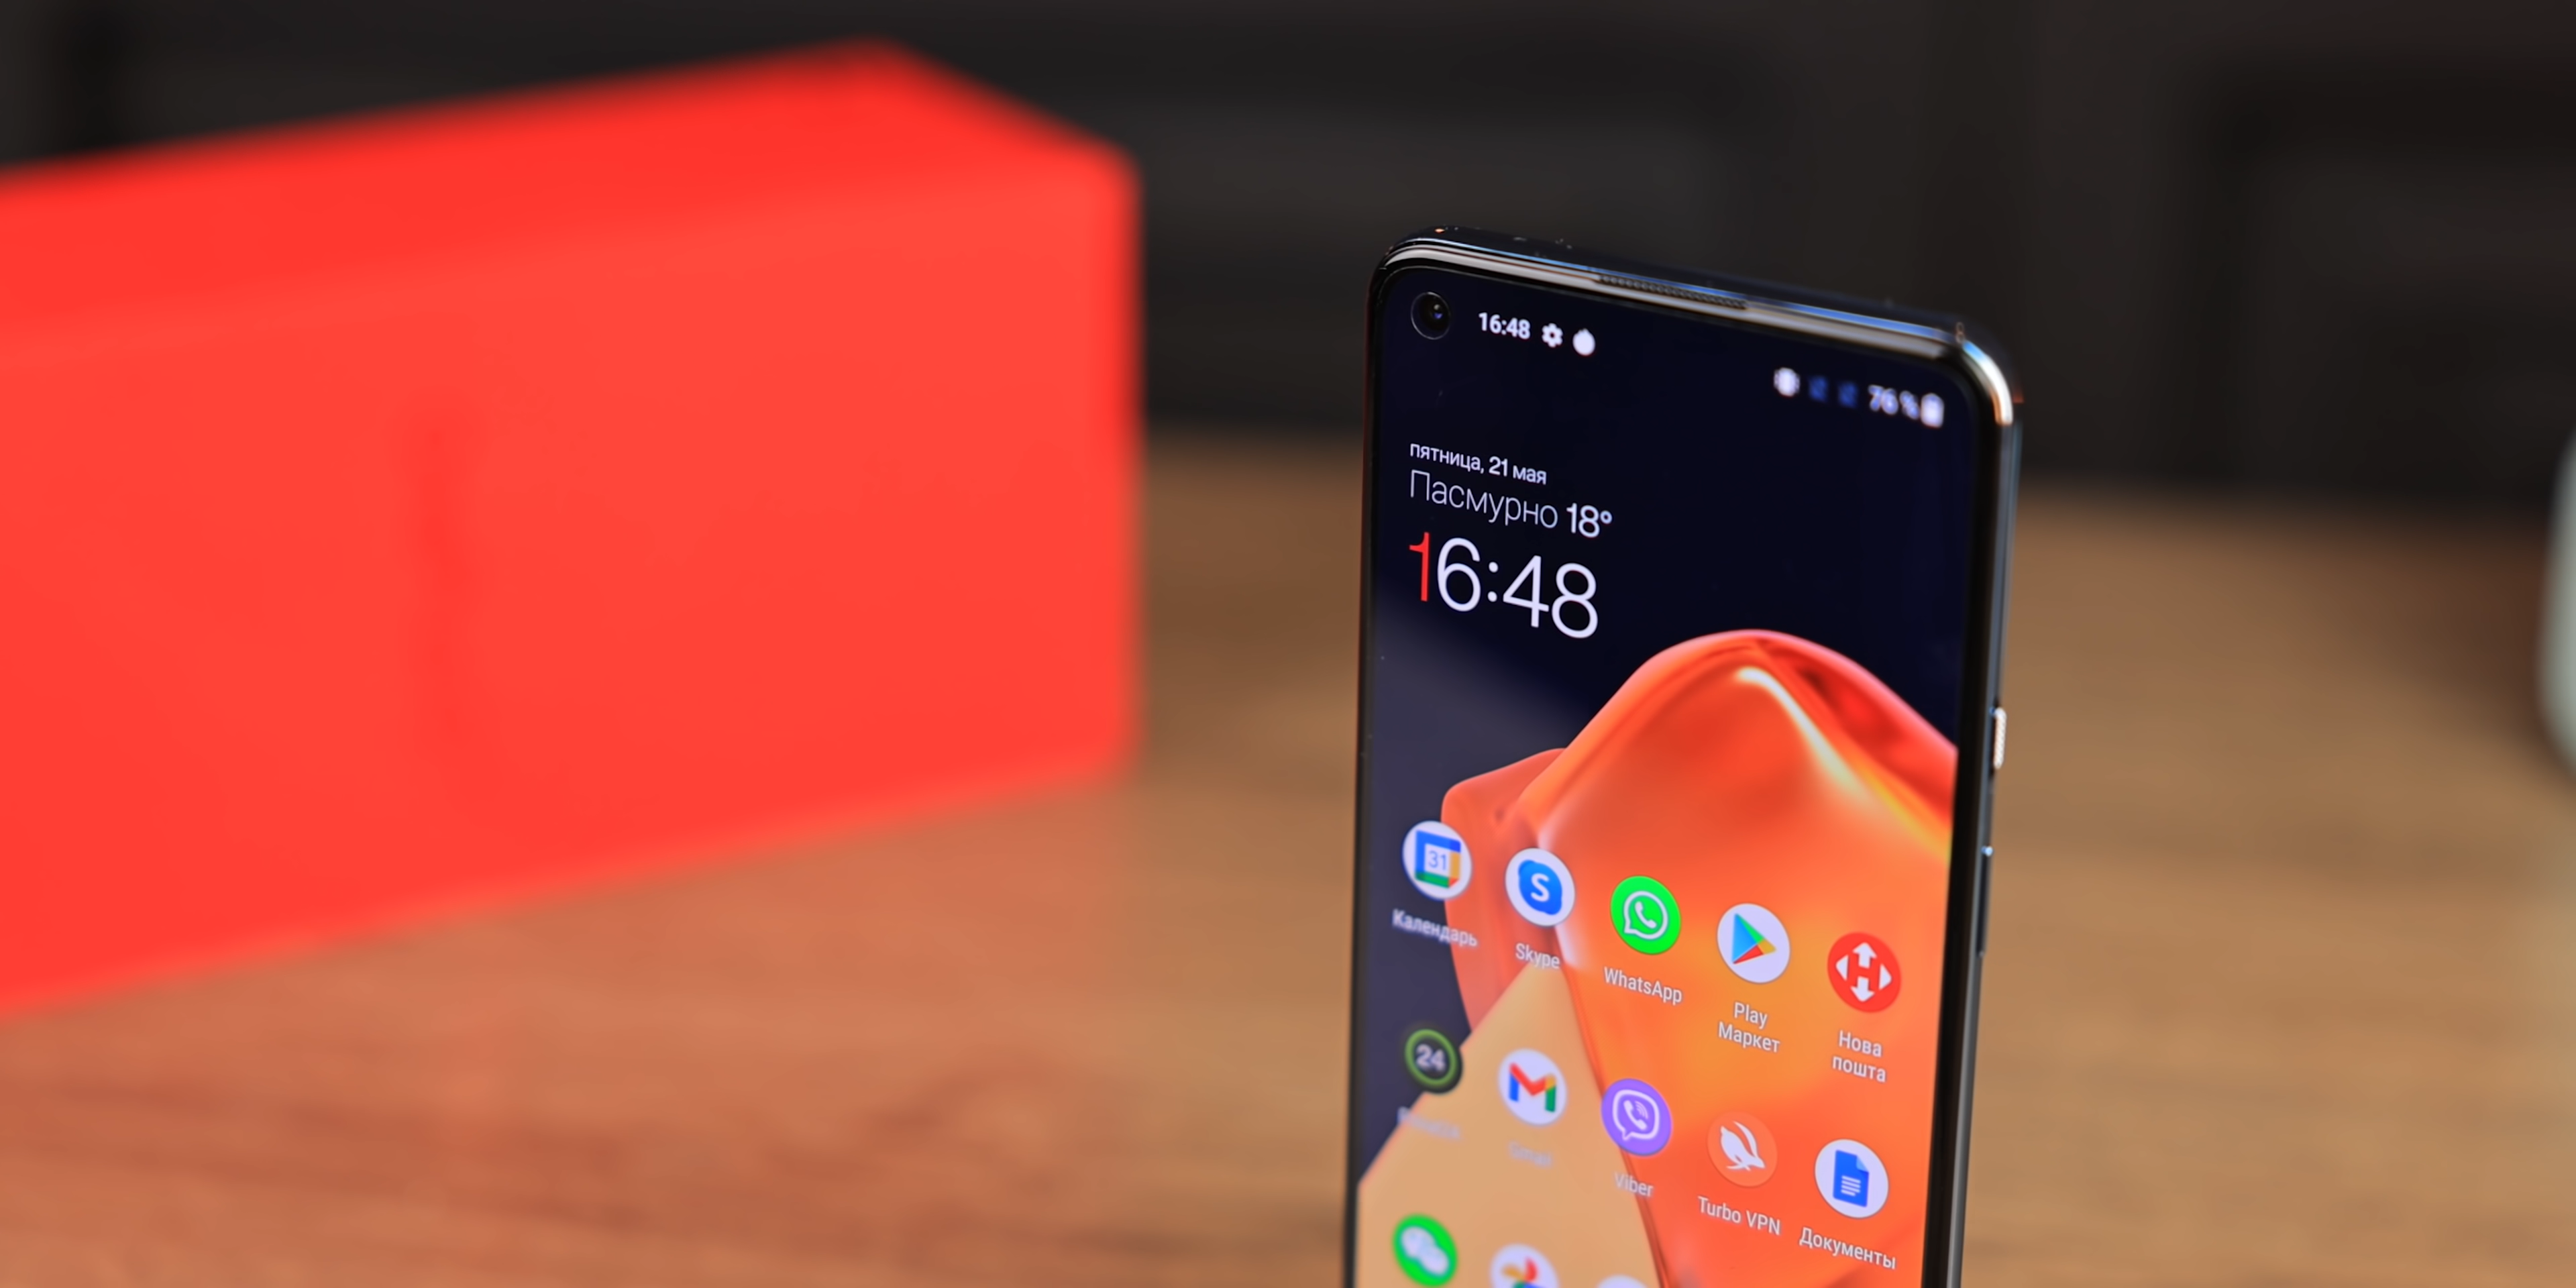 16:48
76%
пятница, 21 мая
Пасмурно 18°
16:48
31
Календарь
S
Skype
WhatsApp
Play
Маркет
Нова
пошта
24
Gmail
Viber
Turbo VPN
Документы